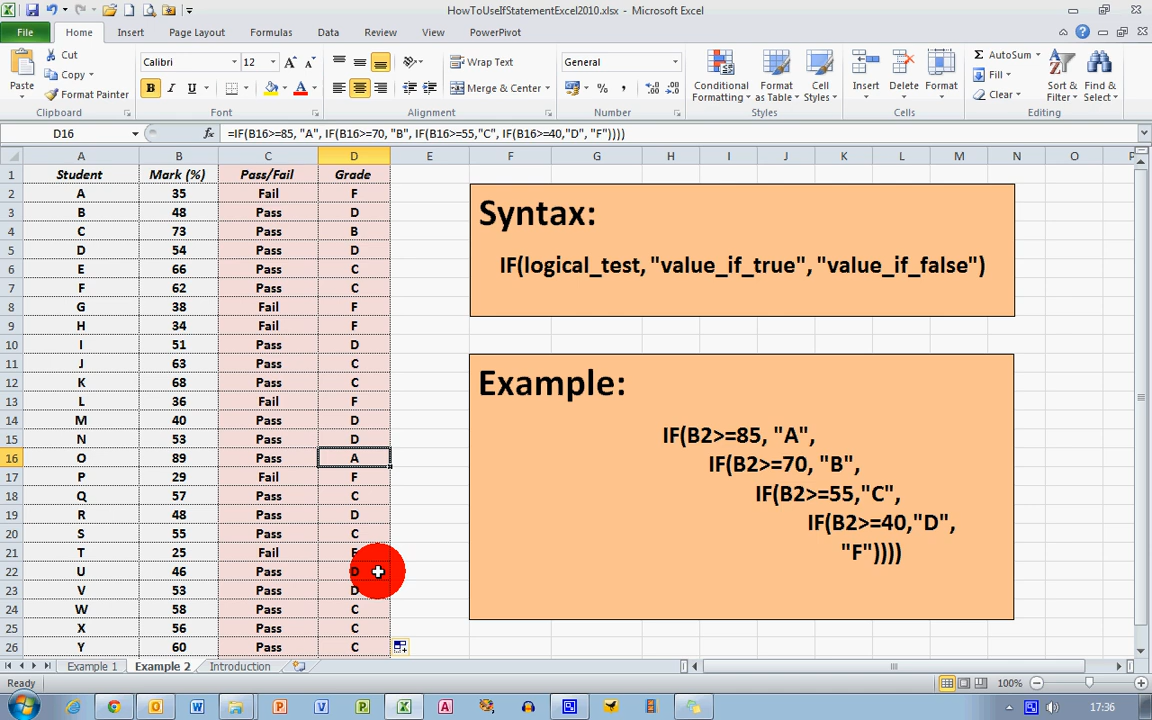 HowToUseIfStatementExcel2010.xlsx - Microsoft Excel
File Home Insert Page Layout Formulas Data Review View PowerPivot
Paste
Cut
Copy
Format Painter
Clipboard
Calibri 12
B I U
Font
Wrap Text
Merge & Center
Alignment
General
Number
Conditional Formatting
Format as Table
Cell Styles
Styles
Insert Delete Format
Cells
Σ AutoSum
Fill
Clear
Sort & Filter
Find & Select
Editing
D16 fx =IF(B16>=85, "A", IF(B16>=70, "B", IF(B16>=55,"C", IF(B16>=40,"D", "F"))))
A B C D E F G H I J K L M N O P
1 Student Mark (%) Pass/Fail Grade
2 A 35 Fail F
3 B 48 Pass D
4 C 73 Pass B
5 D 54 Pass D
6 E 66 Pass C
7 F 62 Pass C
8 G 38 Fail F
9 H 34 Fail F
10 I 51 Pass D
11 J 63 Pass C
12 K 68 Pass C
13 L 36 Fail F
14 M 40 Pass D
15 N 53 Pass D
16 O 89 Pass A
17 P 29 Fail F
18 Q 57 Pass C
19 R 48 Pass D
20 S 55 Pass C
21 T 25 Fail F
22 U 46 Pass D
23 V 53 Pass D
24 W 58 Pass C
25 X 56 Pass C
26 Y 60 Pass C
Syntax:
IF(logical_test, "value_if_true", "value_if_false")
Example:
IF(B2>=85, "A",
IF(B2>=70, "B",
IF(B2>=55,"C",
IF(B2>=40,"D",
"F"))))
Example 1 Example 2 Introduction
Ready 100%
17:36